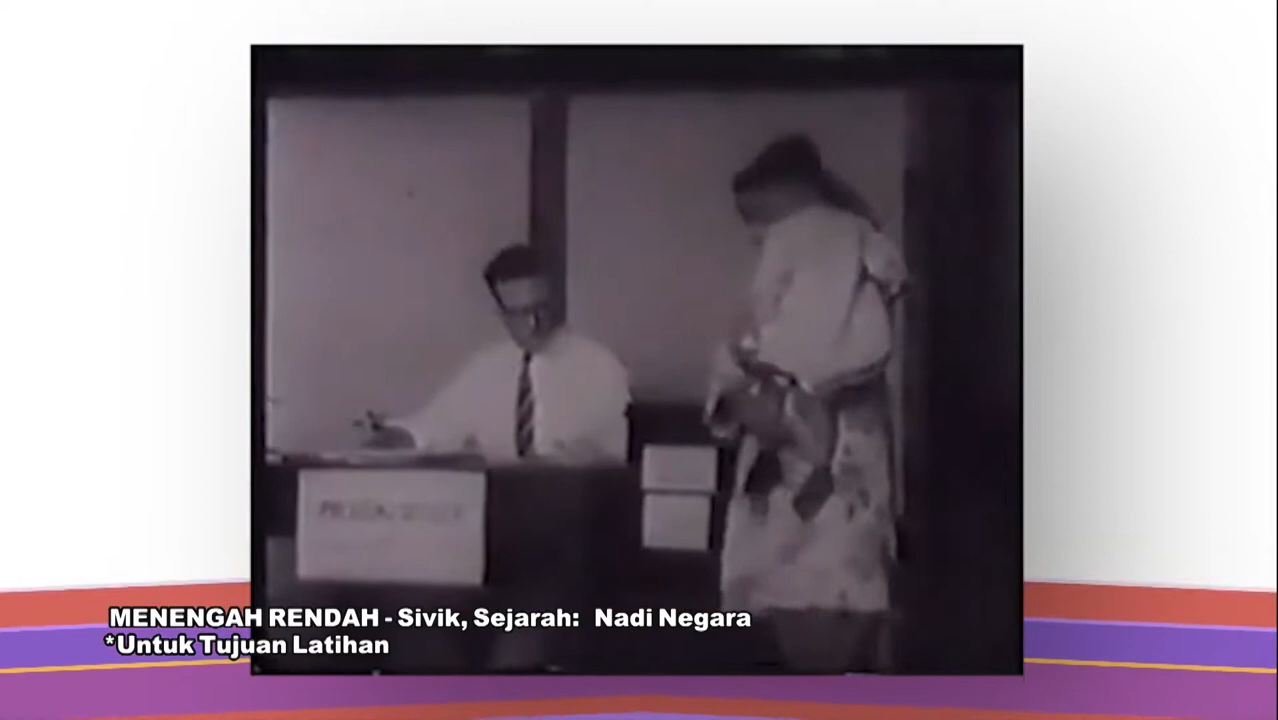 MENENGAH RENDAH - Sivik, Sejarah: Nadi Negara
*Untuk Tujuan Latihan